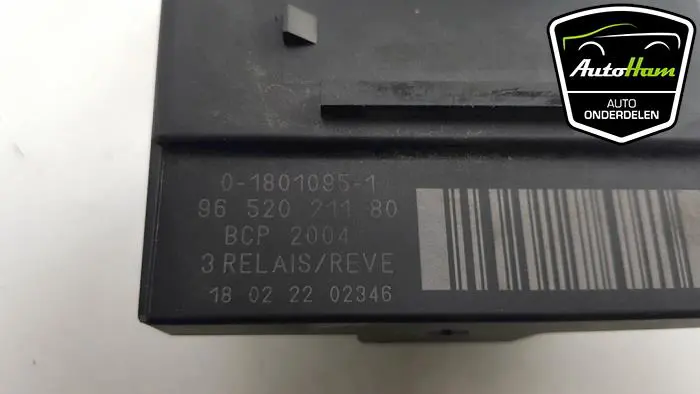 AutoHam
AUTO
ONDERDELEN
0-1801095-1
96 520 211 80
BCP 2004
3 RELAIS/REVE
18 02 22 02346